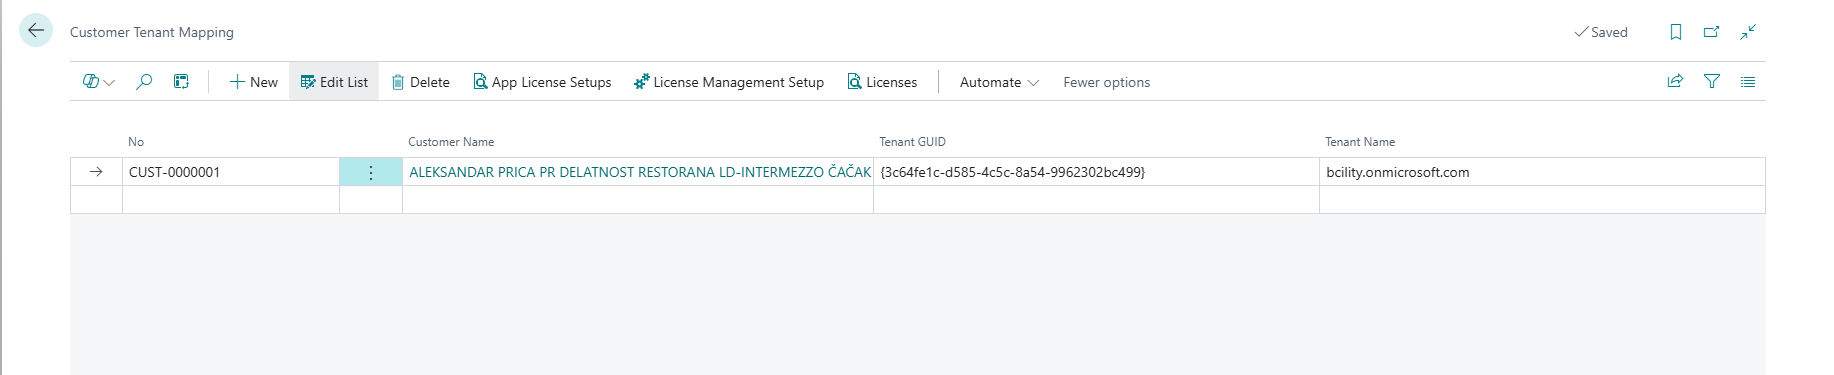 Customer Tenant Mapping
Saved
New Edit List Delete App License Setups License Management Setup Licenses Automate Fewer options
No Customer Name Tenant GUID Tenant Name
CUST-0000001 ALEKSANDAR PRICA PR DELATNOST RESTORANA LD-INTERMEZZO ČAČAK {3c64fe1c-d585-4c5c-8a54-9962302bc499} bcility.onmicrosoft.com